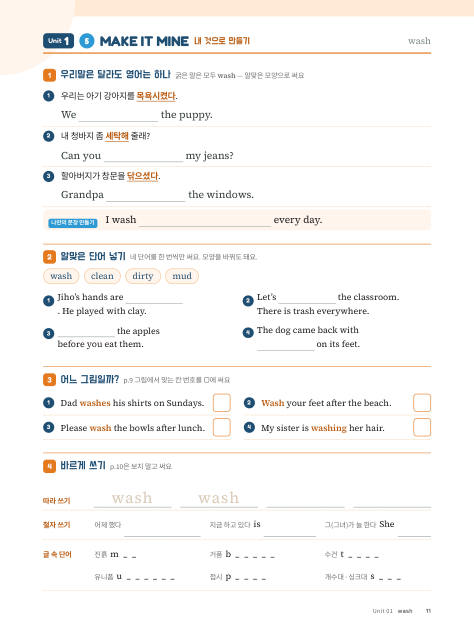 Unit 1 5 MAKE IT MINE 내 것으로 만들기 wash
1 우리말은 달라도 영어는 하나 굵은 말은 모두 wash — 알맞은 모양으로 써요
1 우리는 아기 강아지를 목욕시켰다.
We ____ the puppy.
2 내 청바지 좀 세탁해 줄래?
Can you ____ my jeans?
3 할아버지가 창문을 닦으셨다.
Grandpa ____ the windows.
나만의 문장 만들기 I wash ____ every day.
2 알맞은 단어 넣기 네 단어를 한 번씩만 써요. 모양을 바꿔도 돼요.
wash clean dirty mud
1 Jiho's hands are ____
. He played with clay.
2 Let's ____ the classroom.
There is trash everywhere.
3 ____ the apples
before you eat them.
4 The dog came back with
____ on its feet.
3 어느 그림일까? p.9 그림에서 맞는 칸 번호를 □에 써요
1 Dad washes his shirts on Sundays.
2 Wash your feet after the beach.
3 Please wash the bowls after lunch.
4 My sister is washing her hair.
4 바르게 쓰기 p.10은 보지 말고 써요
따라 쓰기 wash wash
철자 쓰기 어제 했다 ____ 지금 하고 있다 is ____ 그(그녀)가 늘 한다 She ____
글 속 단어 진흙 m _ _ 거품 b _ _ _ _ _ 수건 t _ _ _ _
유니폼 u _ _ _ _ _ _ 접시 p _ _ _ _ 개수대·싱크대 s _ _ _
Unit 01 wash 11